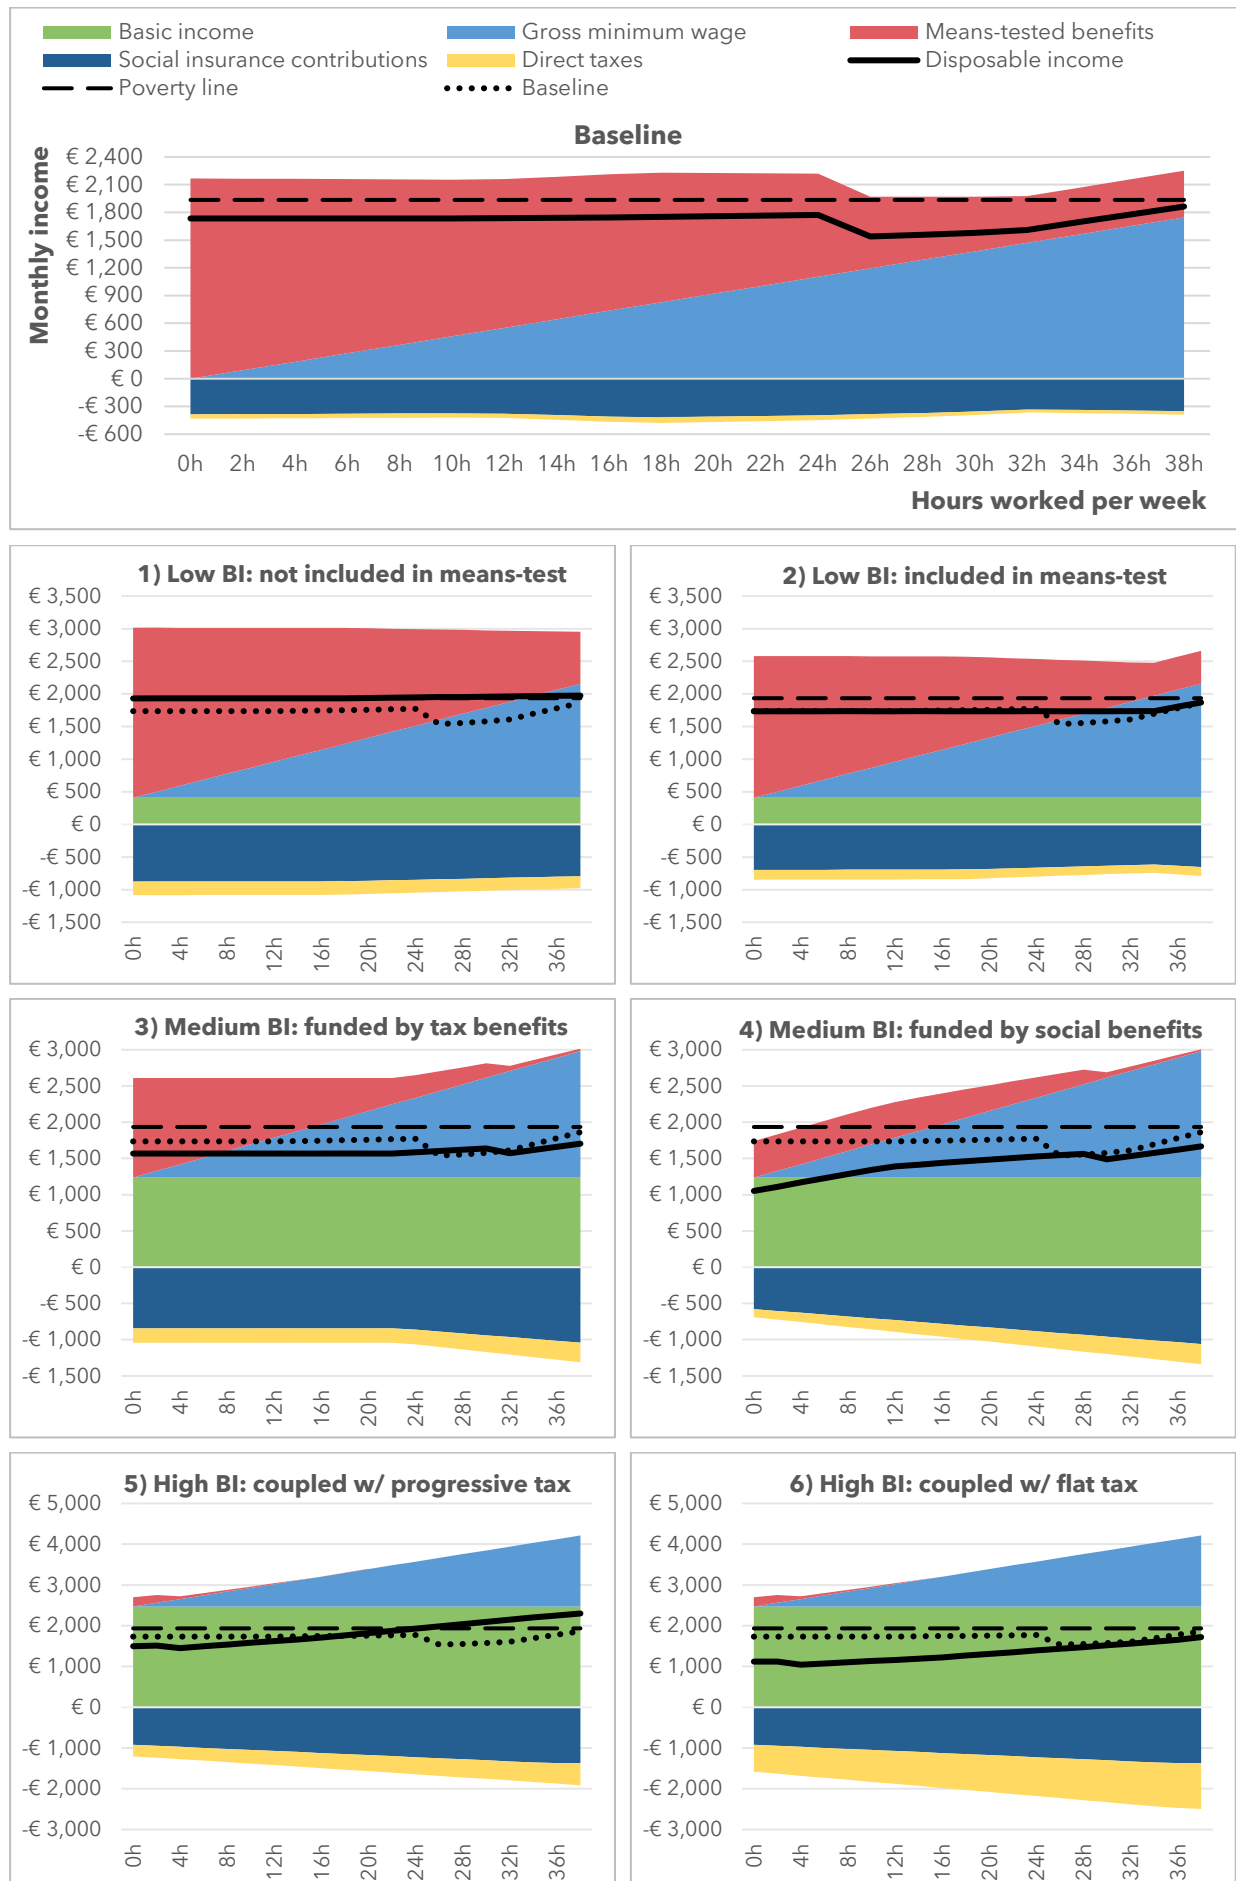 Basic income
Gross minimum wage
Means-tested benefits
Social insurance contributions
Direct taxes
Disposable income
Poverty line
Baseline
Baseline
Monthly income
€ 2,400
€ 2,100
€ 1,800
€ 1,500
€ 1,200
€ 900
€ 600
€ 300
€ 0
-€ 300
-€ 600
0h 2h 4h 6h 8h 10h 12h 14h 16h 18h 20h 22h 24h 26h 28h 30h 32h 34h 36h 38h
Hours worked per week
1) Low BI: not included in means-test
€ 3,500
€ 3,000
€ 2,500
€ 2,000
€ 1,500
€ 1,000
€ 500
€ 0
-€ 500
-€ 1,000
-€ 1,500
0h 4h 8h 12h 16h 20h 24h 28h 32h 36h
2) Low BI: included in means-test
€ 3,500
€ 3,000
€ 2,500
€ 2,000
€ 1,500
€ 1,000
€ 500
€ 0
-€ 500
-€ 1,000
-€ 1,500
0h 4h 8h 12h 16h 20h 24h 28h 32h 36h
3) Medium BI: funded by tax benefits
€ 3,000
€ 2,500
€ 2,000
€ 1,500
€ 1,000
€ 500
€ 0
-€ 500
-€ 1,000
-€ 1,500
0h 4h 8h 12h 16h 20h 24h 28h 32h 36h
4) Medium BI: funded by social benefits
€ 3,000
€ 2,500
€ 2,000
€ 1,500
€ 1,000
€ 500
€ 0
-€ 500
-€ 1,000
-€ 1,500
0h 4h 8h 12h 16h 20h 24h 28h 32h 36h
5) High BI: coupled w/ progressive tax
€ 5,000
€ 4,000
€ 3,000
€ 2,000
€ 1,000
€ 0
-€ 1,000
-€ 2,000
-€ 3,000
0h 4h 8h 12h 16h 20h 24h 28h 32h 36h
6) High BI: coupled w/ flat tax
€ 5,000
€ 4,000
€ 3,000
€ 2,000
€ 1,000
€ 0
-€ 1,000
-€ 2,000
-€ 3,000
0h 4h 8h 12h 16h 20h 24h 28h 32h 36h